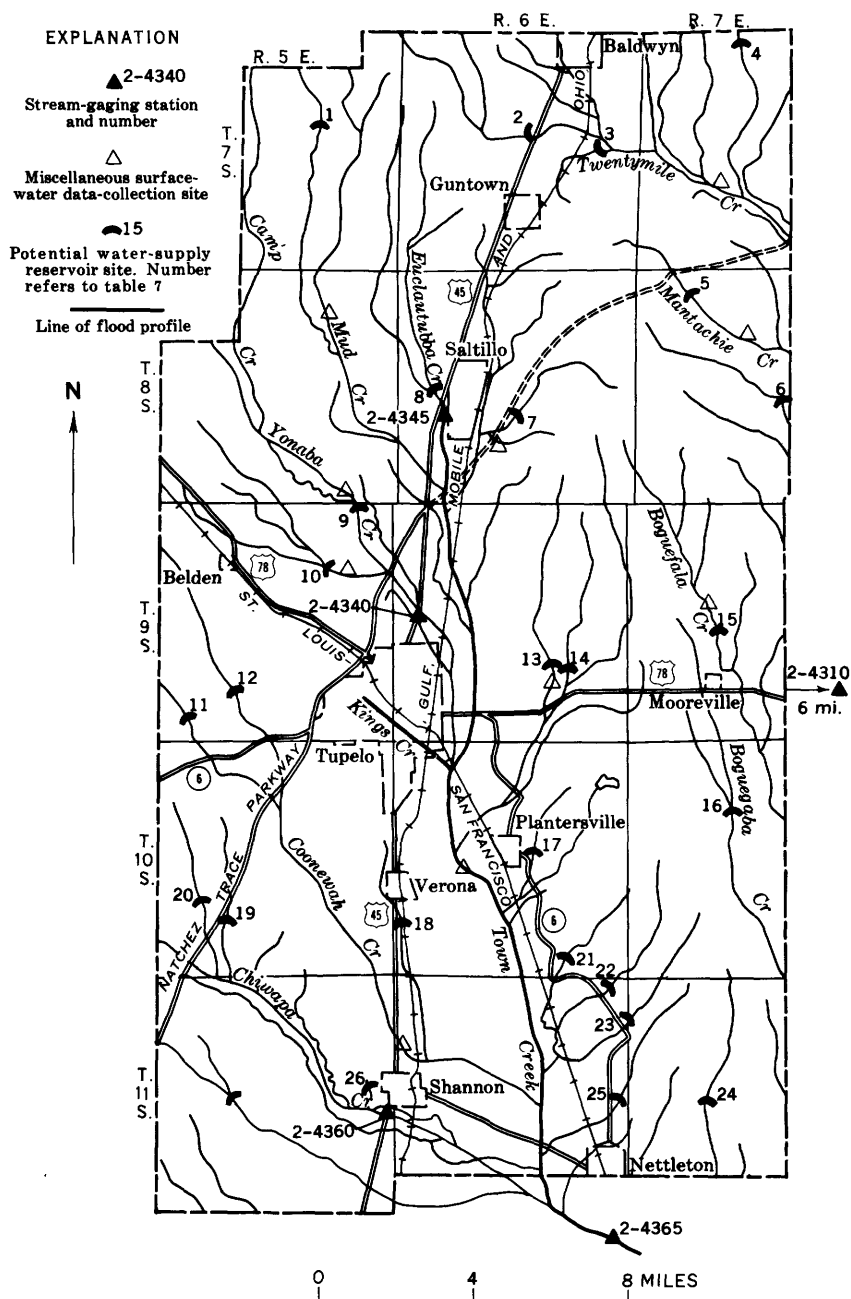 EXPLANATION
2-4340
Stream-gaging station
and number
Miscellaneous surface-
water data-collection site
15
Potential water-supply
reservoir site. Number
refers to table 7
Line of flood profile
N
R. 5 E.
R. 6 E.
R. 7 E.
T.
7
S.
T.
8
S.
T.
9
S.
T.
10
S.
T.
11
S.
Baldwyn
OHIO
4
1
2
3
Twentymile
Cr
Guntown
AND
Camp
Cr
Euclautubba Cr
45
5
Mantachie
Cr
Mud
Cr
Saltillo
8
2-4345
7
6
MOBILE
Yonaba
Cr
9
Boguefala
Cr
10
78
Belden
ST.
LOUIS-
2-4340
15
13
14
78
2-4310
6 mi.
Mooreville
12
11
GULF,
Kings Cr
Tupelo
6
PARKWAY
TRACE
NATCHEZ
SAN FRANCISCO
Plantersville
17
Boguegaba
Cr
16
Coonewah
Cr
Verona
45
18
20
19
6
Town
Creek
21
22
23
Chiwapa
Cr
26
Shannon
2-4360
25
24
Nettleton
2-4365
0
4
8 MILES